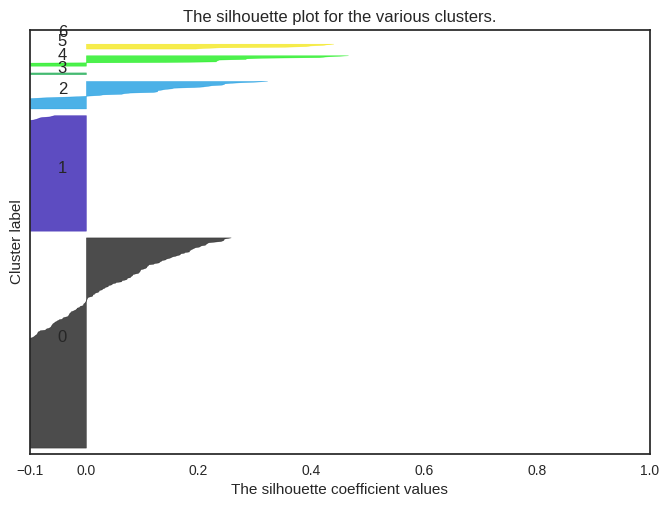 The silhouette plot for the various clusters.
6
5
4
3
2
1
0
Cluster label
−0.1 0.0 0.2 0.4 0.6 0.8 1.0
The silhouette coefficient values